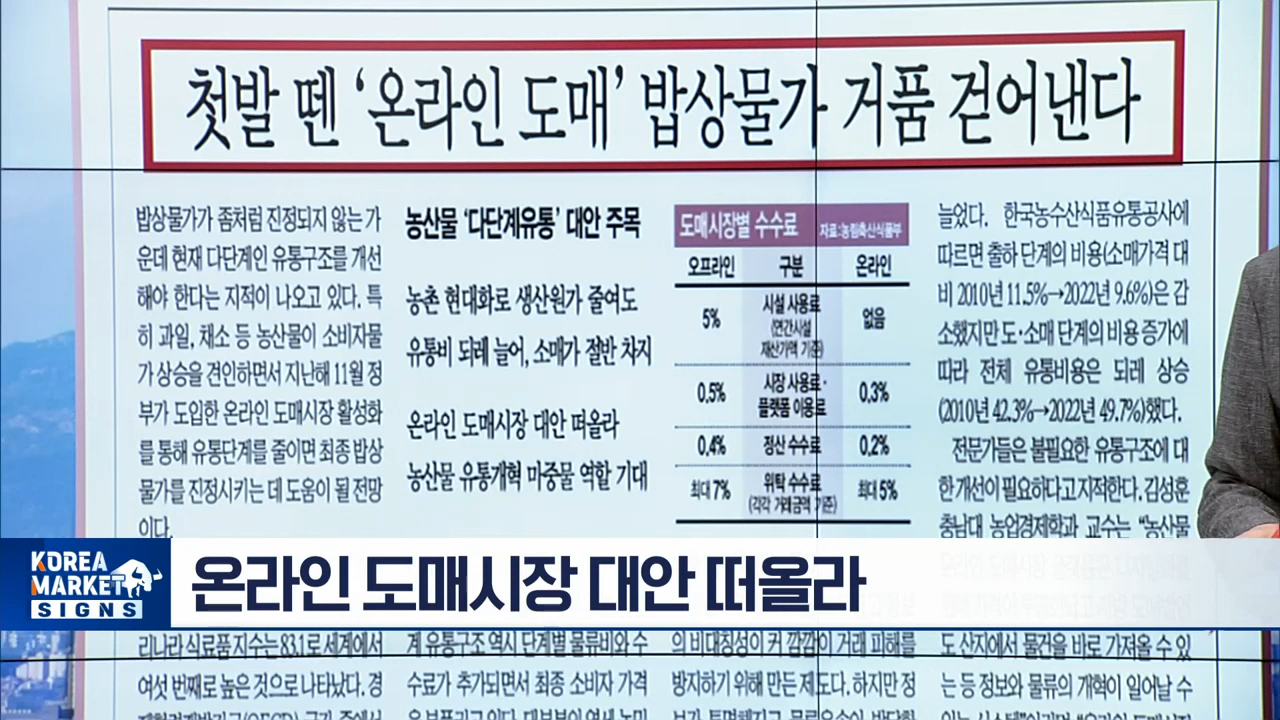 첫발 뗀 ‘온라인 도매’ 밥상물가 거품 걷어낸다
밥상물가가 좀처럼 진정되지 않는 가
운데 현재 다단계인 유통구조를 개선
해야 한다는 지적이 나오고 있다. 특
히 과일, 채소 등 농산물이 소비자물
가 상승을 견인하면서 지난해 11월 정
부가 도입한 온라인 도매시장 활성화
를 통해 유통단계를 줄이면 최종 밥상
물가를 진정시키는 데 도움이 될 전망
이다.
농산물 ‘다단계유통’ 대안 주목
농촌 현대화로 생산원가 줄여도
유통비 되레 늘어, 소매가 절반 차지
온라인 도매시장 대안 떠올라
농산물 유통개혁 마중물 역할 기대
도매시장별 수수료 자료:농림축산식품부
오프라인 구분 온라인
5% 시설 사용료 (연간시설 재산가액 기준) 없음
0.5% 시장 사용료·플랫폼 이용료 0.3%
0.4% 정산 수수료 0.2%
최대 7% 위탁 수수료 (각각 거래금액 기준) 최대 5%
늘었다. 한국농수산식품유통공사에
따르면 출하 단계의 비용(소매가격 대
비 2010년 11.5%→2022년 9.6%)은 감
소했지만 도·소매 단계의 비용 증가에
따라 전체 유통비용은 되레 상승
(2010년 42.3%→2022년 49.7%)했다.
전문가들은 불필요한 유통구조에 대
한 개선이 필요하다고 지적한다. 김성훈
충남대 농업경제학과 교수는 “농산물
KOREA
MARKET
SIGNS
온라인 도매시장 대안 떠올라
리나라 식료품 지수는 83.1로 세계에서
여섯 번째로 높은 것으로 나타났다. 경
계 유통구조 역시 단계별 물류비와 수
수료가 추가되면서 최종 소비자 가격
의 비대칭성이 커 깜깜이 거래 피해를
방지하기 위해 만든 제도다. 하지만 정
도 산지에서 물건을 바로 가져올 수 있
는 등 정보와 물류의 개혁이 일어날 수